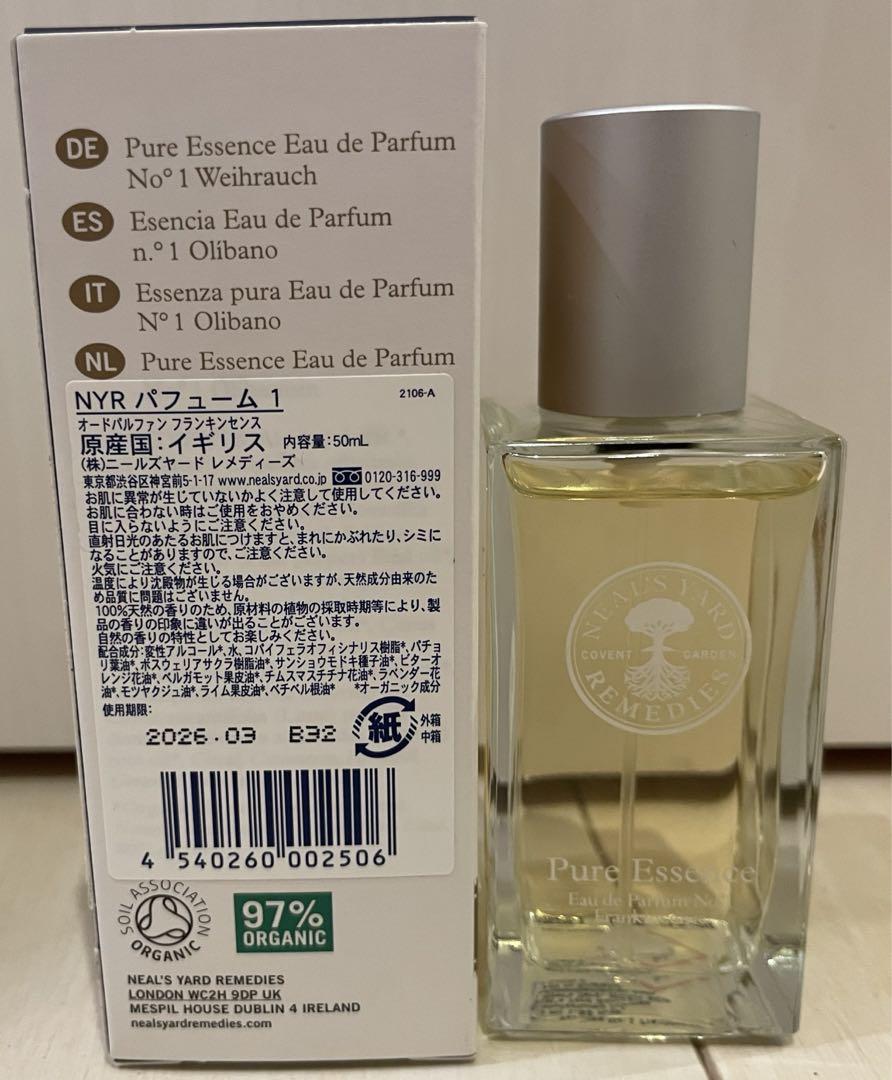 DE Pure Essence Eau de Parfum
No° 1 Weihrauch
ES Esencia Eau de Parfum
n.° 1 Olíbano
IT Essenza pura Eau de Parfum
N° 1 Olibano
NL Pure Essence Eau de Parfum
NYR パフューム 1 2106-A
オードパルファン フランキンセンス
原産国:イギリス 内容量:50mL
(株)ニールズヤード レメディーズ
東京都渋谷区神宮前5-1-17 www.nealsyard.co.jp 0120-316-999
お肌に異常が生じていないかよく注意して使用してください。
お肌に合わない時はご使用をおやめください。
目に入らないようにご注意ください。
直射日光のあたるお肌につけますと、まれにかぶれたり、シミに
なることがありますので、ご注意ください。
火気にご注意ください。
温度により沈殿物が生じる場合がございますが、天然成分由来のた
め品質に問題はございません。
100%天然の香りのため、原材料の植物の採取時期等により、製
品の香りの印象に違いが出ることがございます。
自然の香りの特性としてお楽しみください。
配合成分:変性アルコール*、水、コパイフェラオフィシナリス樹脂*、パチョ
リ葉油*、ボスウェリアサクラ樹脂油*、サンショウモドキ種子油*、ビターオ
レンジ花油*、ベルガモット果皮油*、チムスマスチチナ花油*、ラベンダー花
油*、モツヤクジュ油*、ライム果皮油*、ベチベル根油* *オーガニック成分
使用期限:
2026.03 B32
紙 外箱
中箱
4 540260 002506
SOIL ASSOCIATION
ORGANIC
97%
ORGANIC
NEAL'S YARD REMEDIES
LONDON WC2H 9DP UK
MESPIL HOUSE DUBLIN 4 IRELAND
nealsyardremedies.com
NEAL'S YARD
COVENT GARDEN
REMEDIES
Pure Essence
Eau de Parfum No